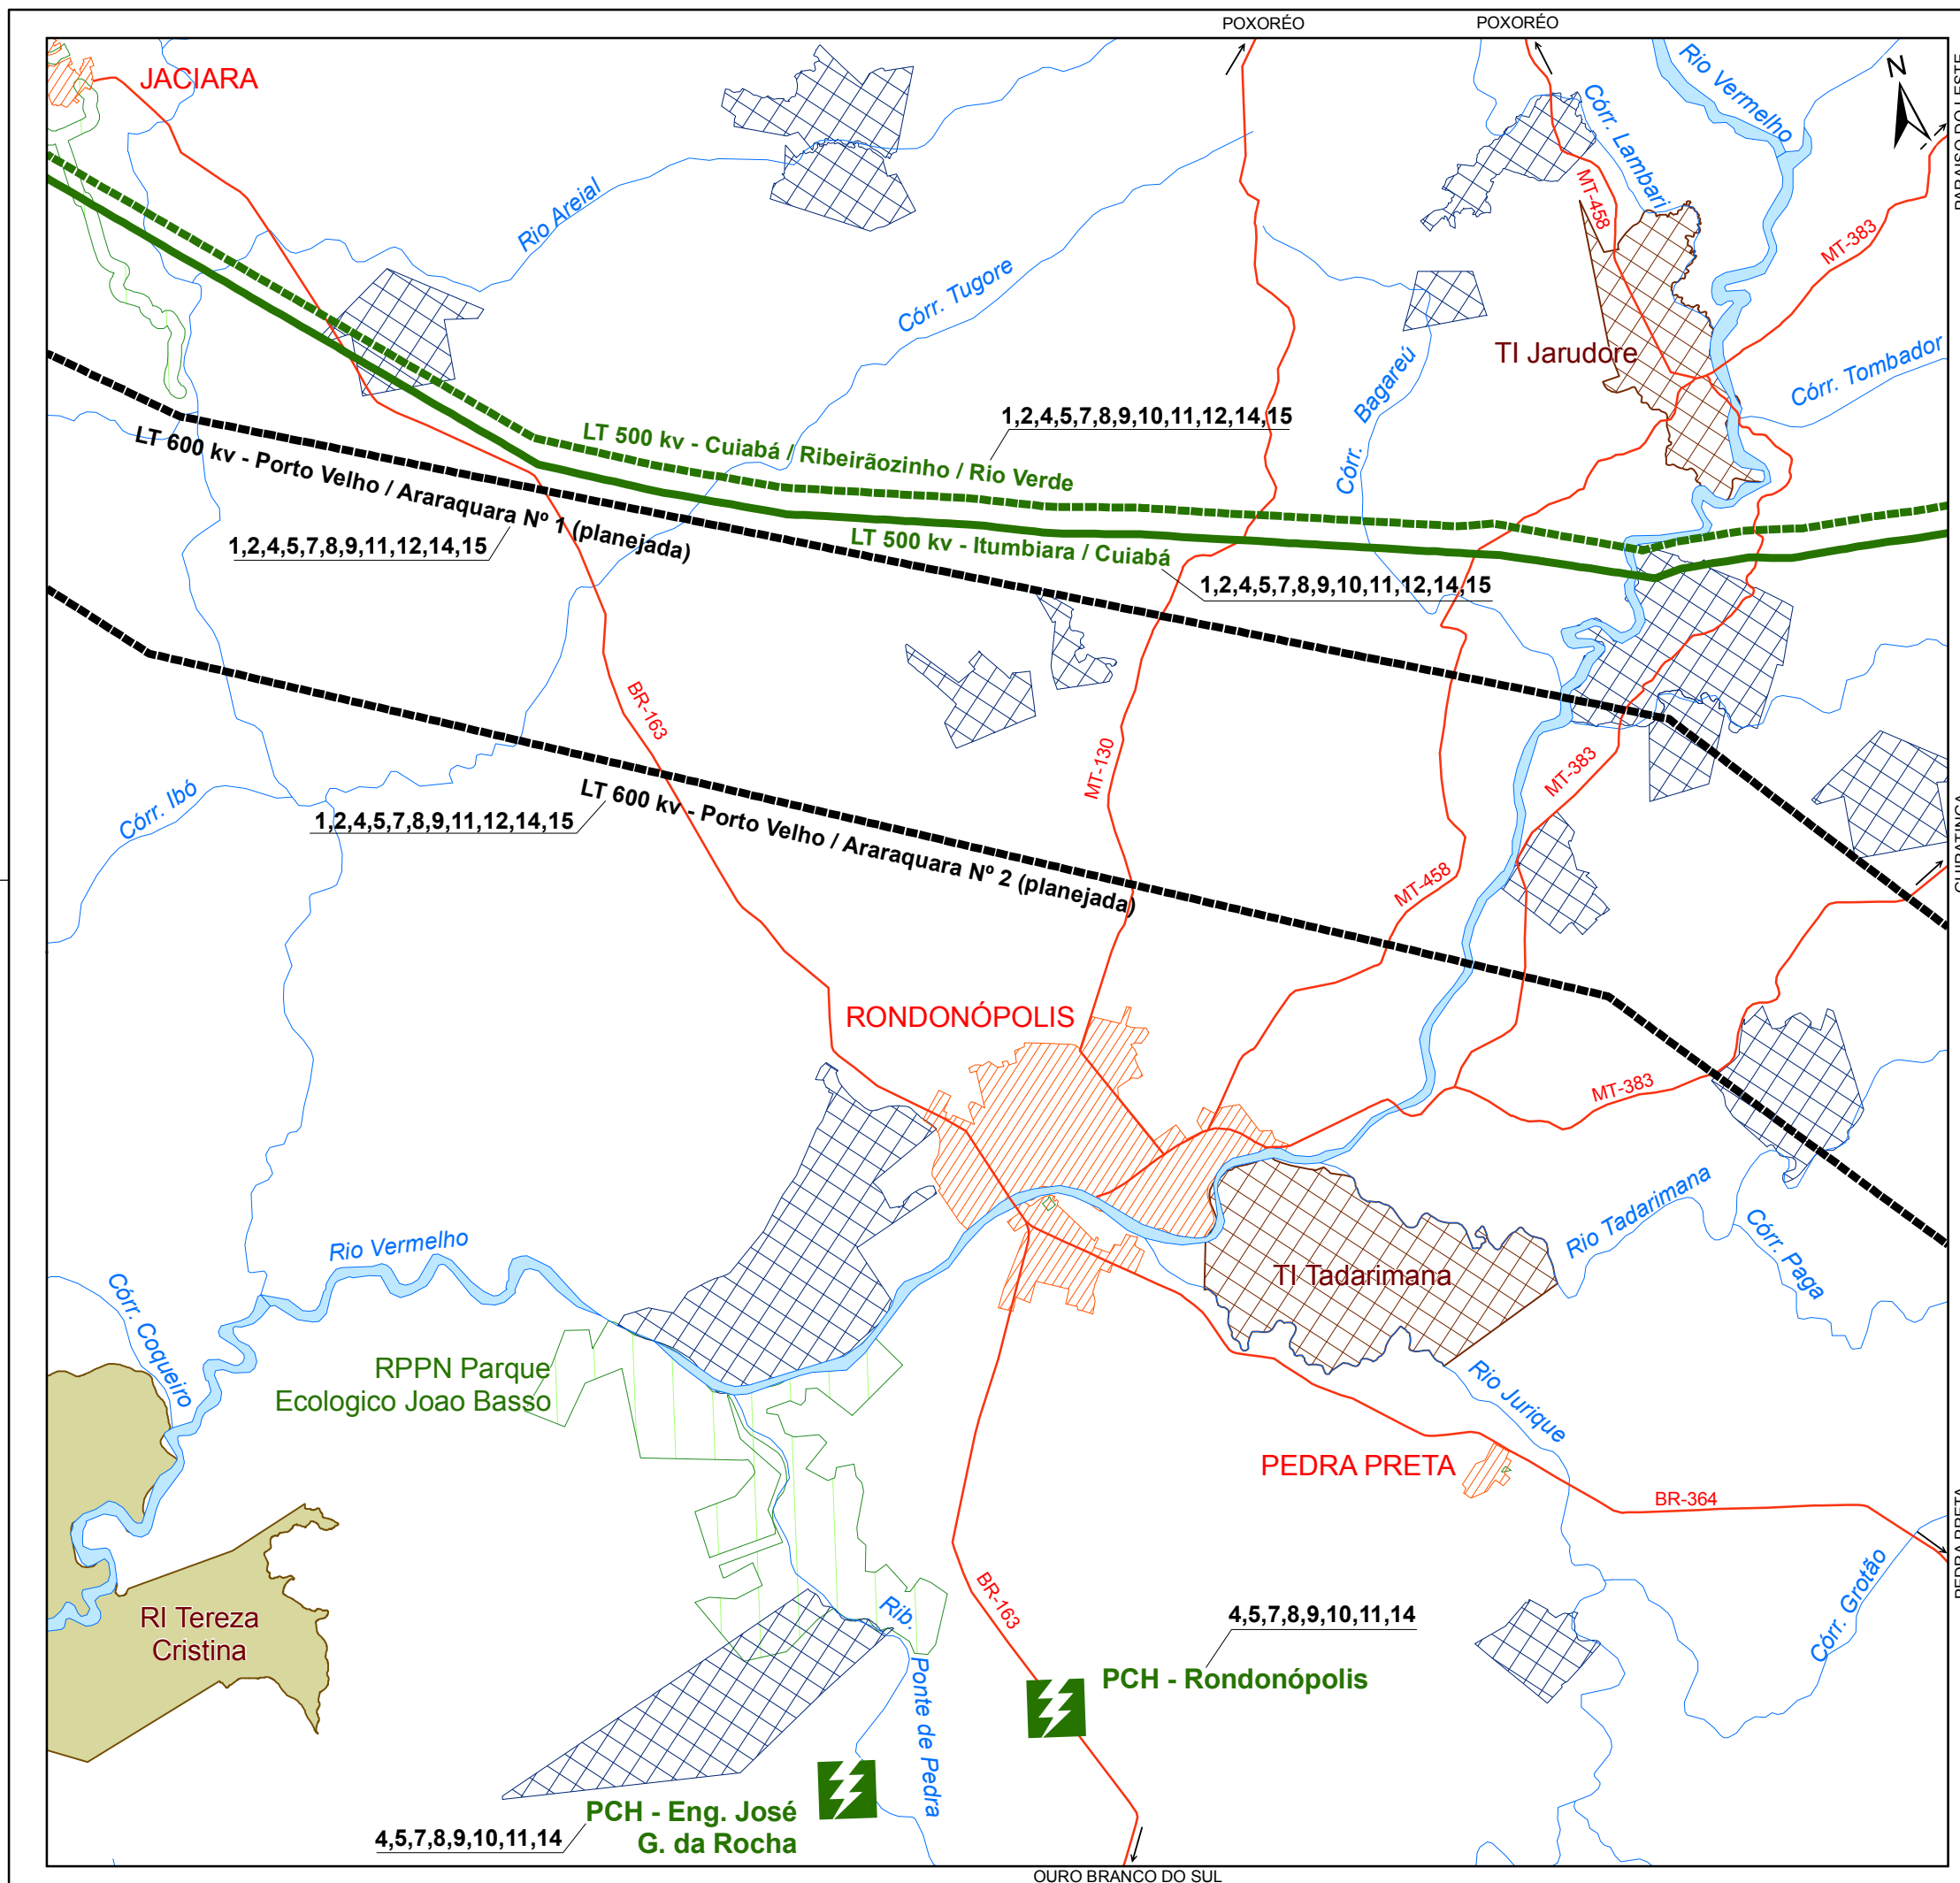 POXORÉO
POXORÉO
JACIARA
Rio Vermelho
N
PARAISO DO LESTE
Córr. Lambari
MT-458
MT-383
Rio Areial
Córr. Tugore
TI Jarudore
Córr. Tombador
Córr. Bagareú
1,2,4,5,7,8,9,10,11,12,14,15
LT 500 kv - Cuiabá / Ribeirãozinho / Rio Verde
LT 600 kv - Porto Velho / Araraquara Nº 1 (planejada)
1,2,4,5,7,8,9,11,12,14,15
LT 500 kv - Itumbiara / Cuiabá
1,2,4,5,7,8,9,10,11,12,14,15
BR-163
MT-130
MT-383
Córr. Ibó
1,2,4,5,7,8,9,11,12,14,15
LT 600 kv - Porto Velho / Araraquara Nº 2 (planejada)
MT-458
GUIRATINGA
RONDONÓPOLIS
MT-383
Rio Vermelho
Rio Tadarimana
Córr. Paga
TI Tadarimana
Córr. Coqueiro
RPPN Parque
Ecologico Joao Basso
Rio Jurique
PEDRA PRETA
BR-364
PEDRA PRETA
RI Tereza
Cristina
Rib.
Ponte de Pedra
BR-163
4,5,7,8,9,10,11,14
PCH - Rondonópolis
Córr. Grotão
PCH - Eng. José
G. da Rocha
4,5,7,8,9,10,11,14
OURO BRANCO DO SUL